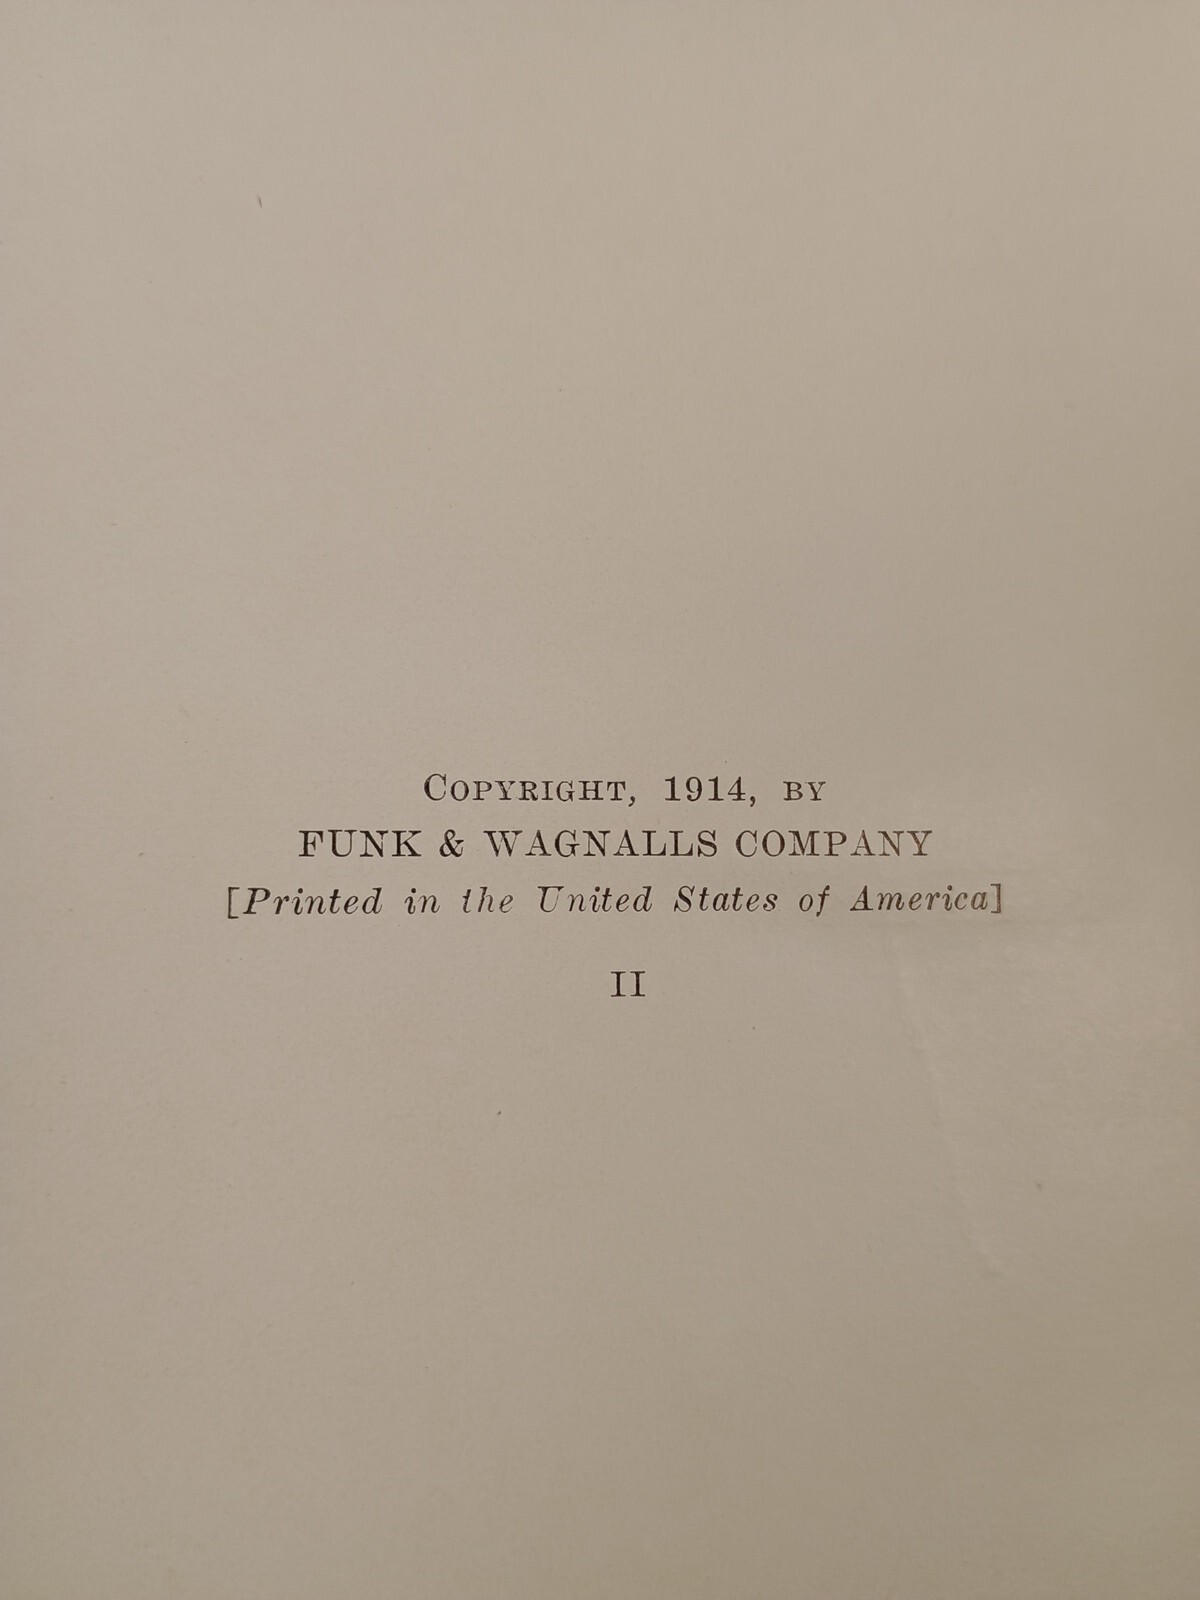 COPYRIGHT, 1914, BY
FUNK & WAGNALLS COMPANY
[Printed in the United States of America]
II